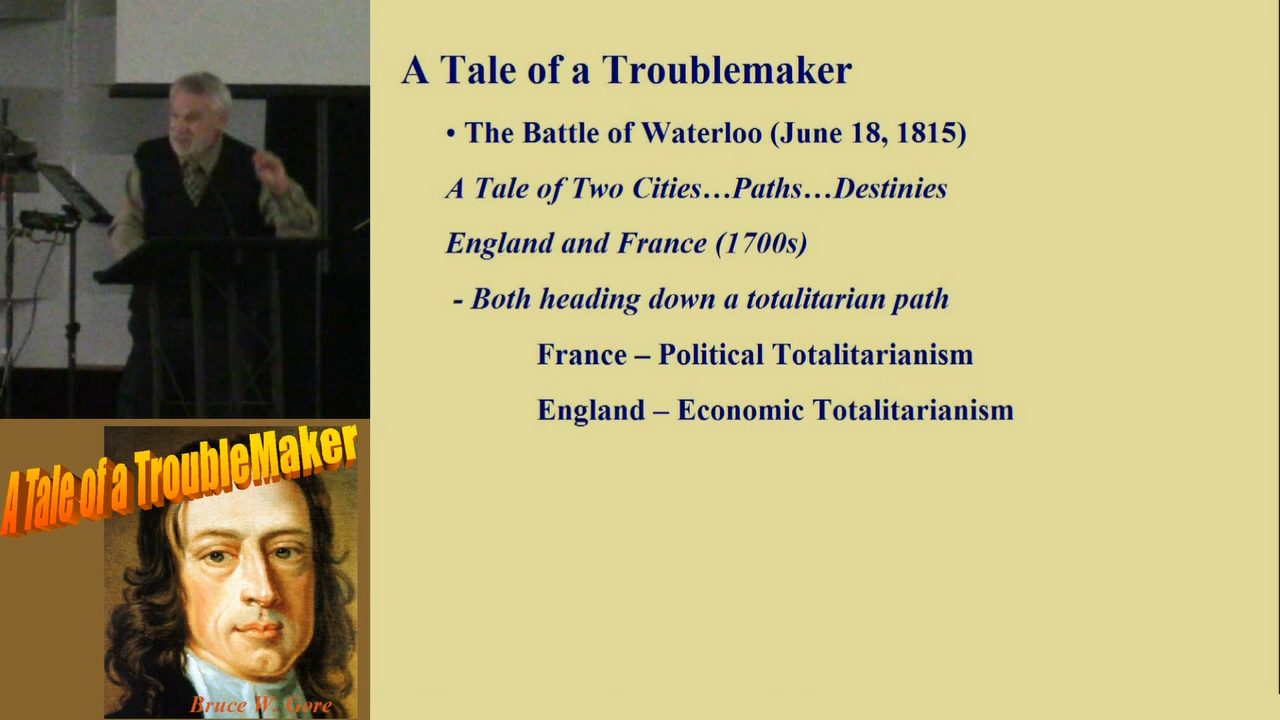 A Tale of a Troublemaker
• The Battle of Waterloo (June 18, 1815)
A Tale of Two Cities…Paths…Destinies
England and France (1700s)
- Both heading down a totalitarian path
France – Political Totalitarianism
England – Economic Totalitarianism
A Tale of a TroubleMaker
Bruce W. Gore